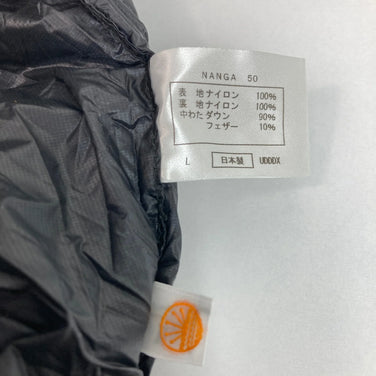 NANGA 50
表 地ナイロン 100%
裏 地ナイロン 100%
中わた ダウン 90%
フェザー 10%
L 日本製 UDDDX